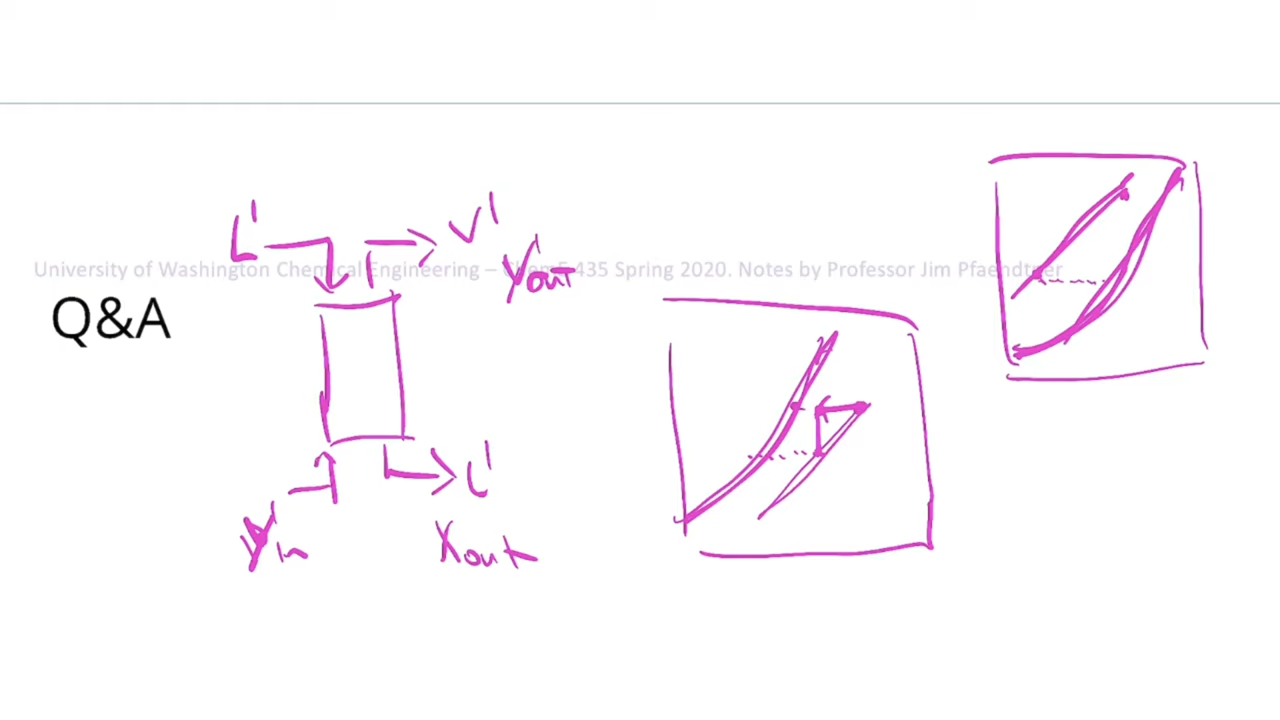 L' V'
University of Washington Chemical Engineering – ChemE 435 Spring 2020. Notes by Professor Jim Pfaendtner
Yout
Q&A
L'
Yin Xout